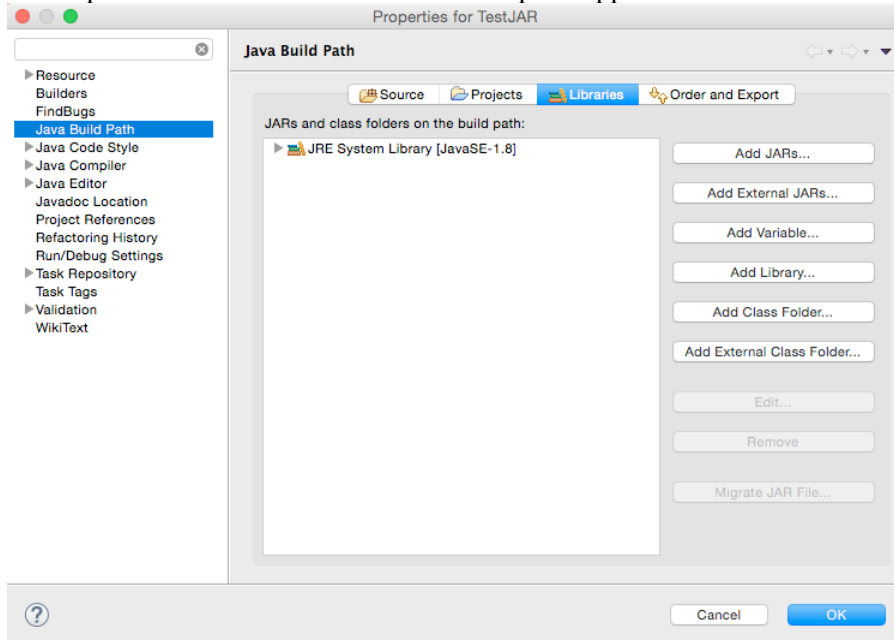 Properties for TestJAR
Java Build Path
Resource
Builders
FindBugs
Java Build Path
Java Code Style
Java Compiler
Java Editor
Javadoc Location
Project References
Refactoring History
Run/Debug Settings
Task Repository
Task Tags
Validation
WikiText
Source Projects Libraries Order and Export
JARs and class folders on the build path:
JRE System Library [JavaSE-1.8]
Add JARs...
Add External JARs...
Add Variable...
Add Library...
Add Class Folder...
Add External Class Folder...
Edit...
Remove
Migrate JAR File...
?
Cancel OK